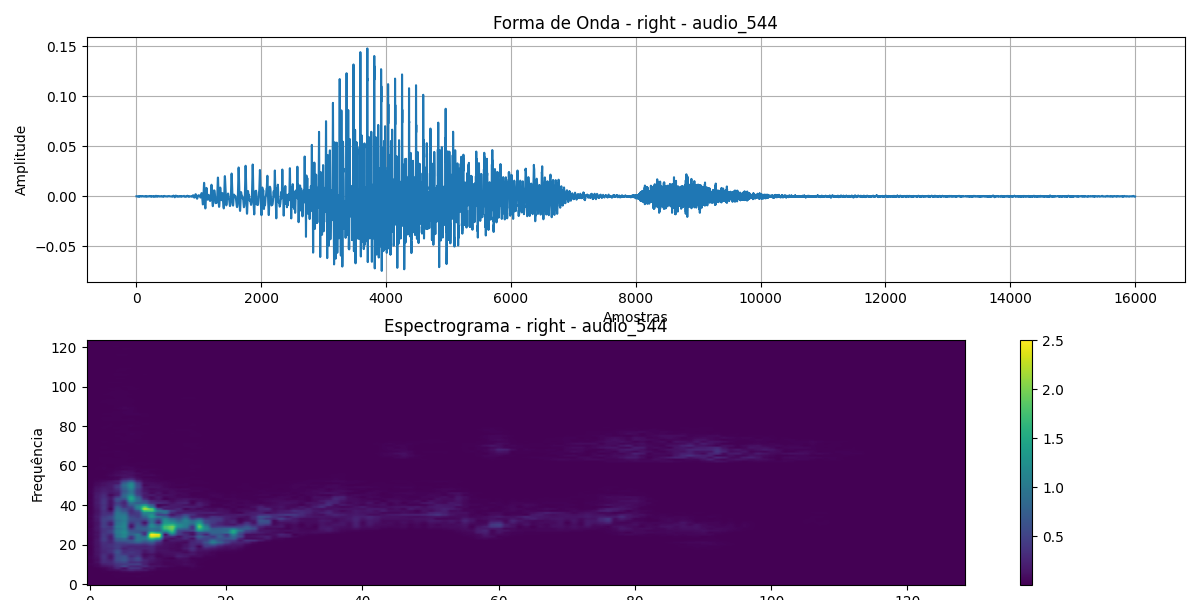 Forma de Onda - right - audio_544
0.15
0.10
0.05
0.00
−0.05
Amplitude
0 2000 4000 6000 8000 10000 12000 14000 16000
Amostras
Espectrograma - right - audio_544
120
100
80
60
40
20
0
Frequência
2.5
2.0
1.5
1.0
0.5
0 20 40 60 80 100 120